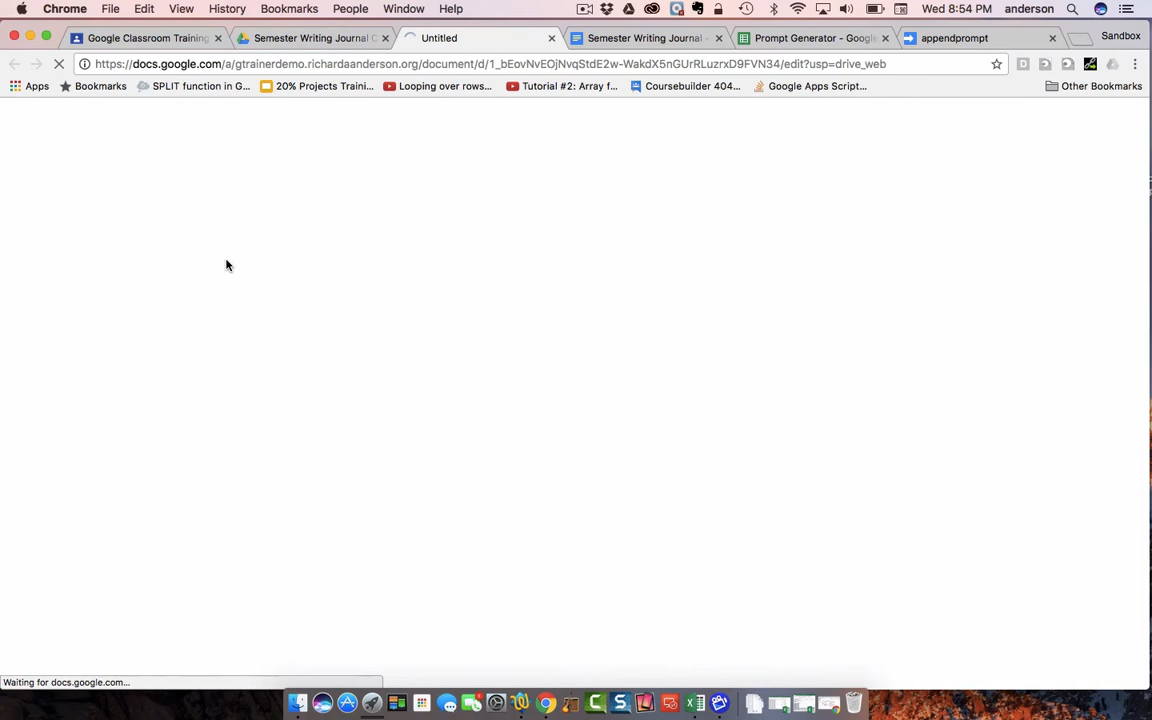 Chrome File Edit View History Bookmarks People Window Help Wed 8:54 PM anderson
Google Classroom Training Semester Writing Journal C Untitled Semester Writing Journal - Prompt Generator - Google appendprompt Sandbox
https://docs.google.com/a/gtrainerdemo.richardaanderson.org/document/d/1_bEovNvEOjNvqStdE2w-WakdX5nGUrRLuzrxD9FVN34/edit?usp=drive_web
Apps Bookmarks SPLIT function in G... 20% Projects Traini... Looping over rows... Tutorial #2: Array f... Coursebuilder 404... Google Apps Script... Other Bookmarks
Waiting for docs.google.com...